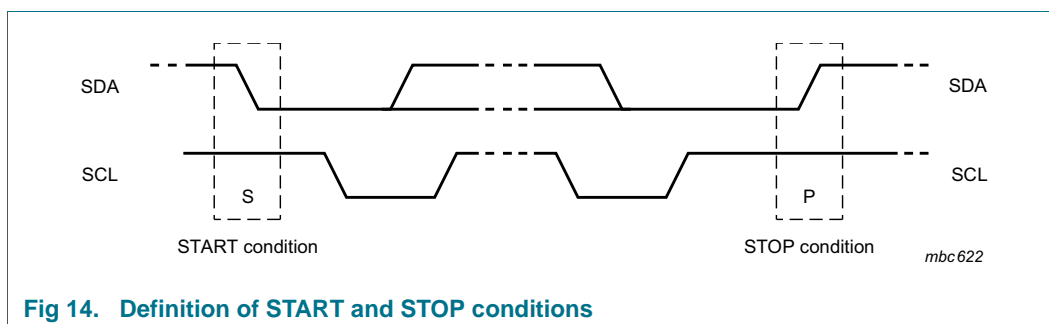 SDA SDA
SCL SCL
S P
START condition STOP condition
mbc622
Fig 14. Definition of START and STOP conditions